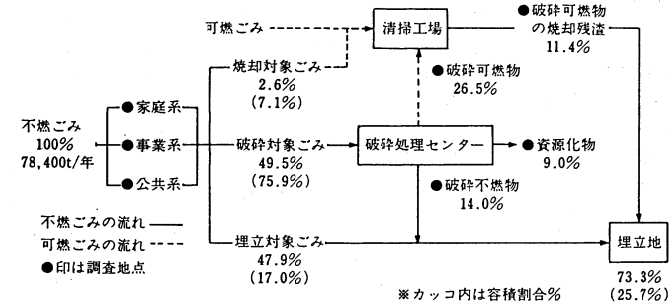 可燃ごみ
清掃工場
●破砕可燃物
の焼却残渣
11.4%
焼却対象ごみ
2.6%
(7.1%)
●破砕可燃物
26.5%
不燃ごみ
100%
78,400t/年
●家庭系
●事業系
●公共系
破砕対象ごみ
49.5%
(75.9%)
破砕処理センター
●資源化物
9.0%
●破砕不燃物
14.0%
不燃ごみの流れ
可燃ごみの流れ
●印は調査地点
埋立対象ごみ
47.9%
(17.0%)
埋立地
73.3%
(25.7%)
※カッコ内は容積割合%